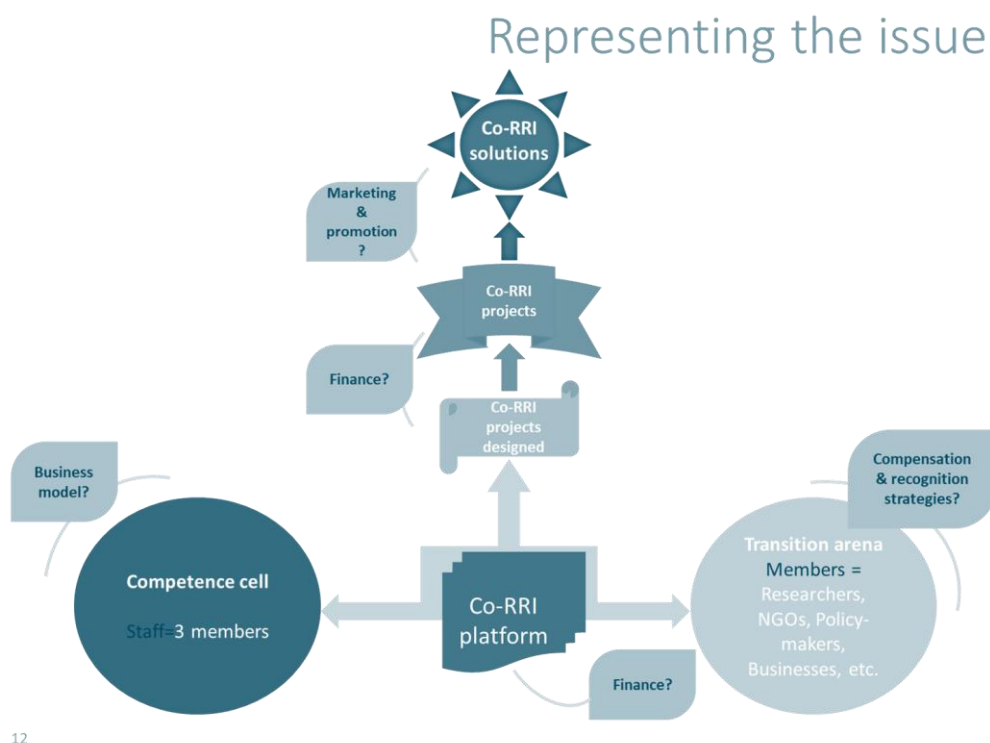 Representing the issue
Co-RRI
solutions
Marketing
&
promotion
?
Co-RRI
projects
Finance?
Co-RRI
projects
designed
Business
model?
Compensation
& recognition
strategies?
Competence cell
Staff=3 members
Co-RRI
platform
Transition arena
Members =
Researchers,
NGOs, Policy-
makers,
Businesses, etc.
Finance?
12